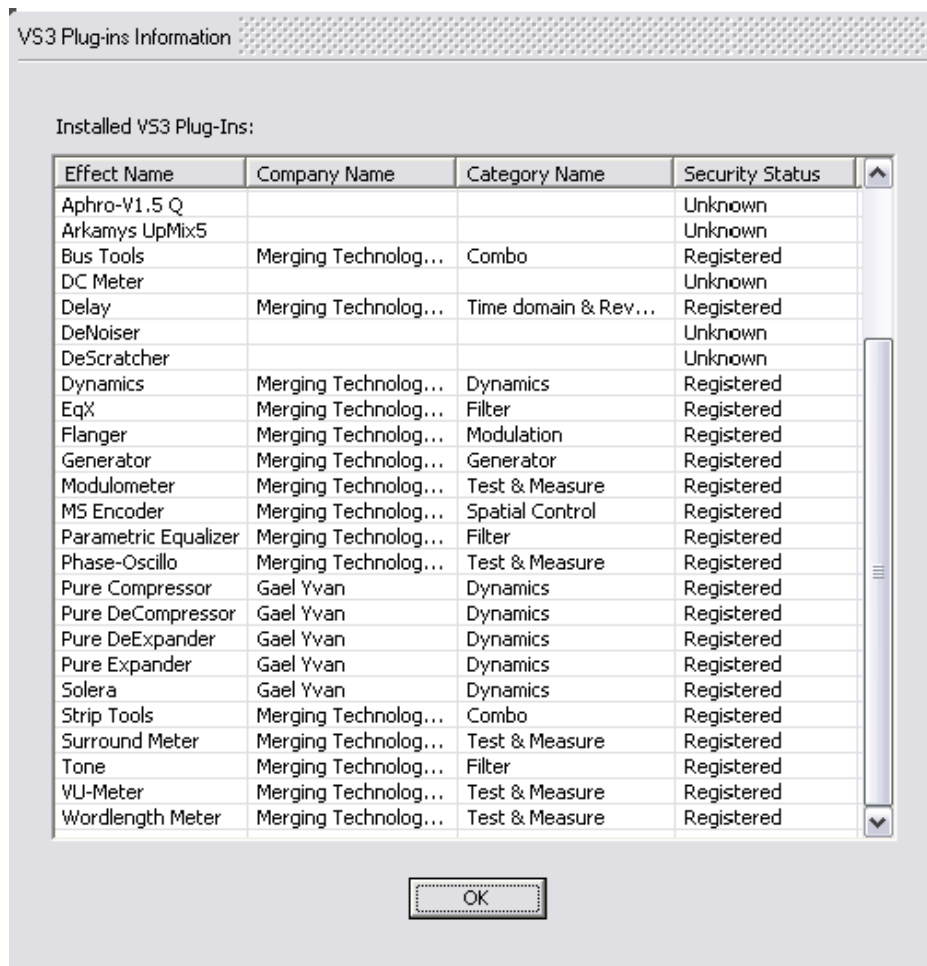 VS3 Plug-ins Information
Installed VS3 Plug-Ins:
Effect Name Company Name Category Name Security Status
Aphro-V1.5 Q Unknown
Arkamys UpMix5 Unknown
Bus Tools Merging Technolog... Combo Registered
DC Meter Unknown
Delay Merging Technolog... Time domain & Rev... Registered
DeNoiser Unknown
DeScratcher Unknown
Dynamics Merging Technolog... Dynamics Registered
EqX Merging Technolog... Filter Registered
Flanger Merging Technolog... Modulation Registered
Generator Merging Technolog... Generator Registered
Modulometer Merging Technolog... Test & Measure Registered
MS Encoder Merging Technolog... Spatial Control Registered
Parametric Equalizer Merging Technolog... Filter Registered
Phase-Oscillo Merging Technolog... Test & Measure Registered
Pure Compressor Gael Yvan Dynamics Registered
Pure DeCompressor Gael Yvan Dynamics Registered
Pure DeExpander Gael Yvan Dynamics Registered
Pure Expander Gael Yvan Dynamics Registered
Solera Gael Yvan Dynamics Registered
Strip Tools Merging Technolog... Combo Registered
Surround Meter Merging Technolog... Test & Measure Registered
Tone Merging Technolog... Filter Registered
VU-Meter Merging Technolog... Test & Measure Registered
Wordlength Meter Merging Technolog... Test & Measure Registered
OK